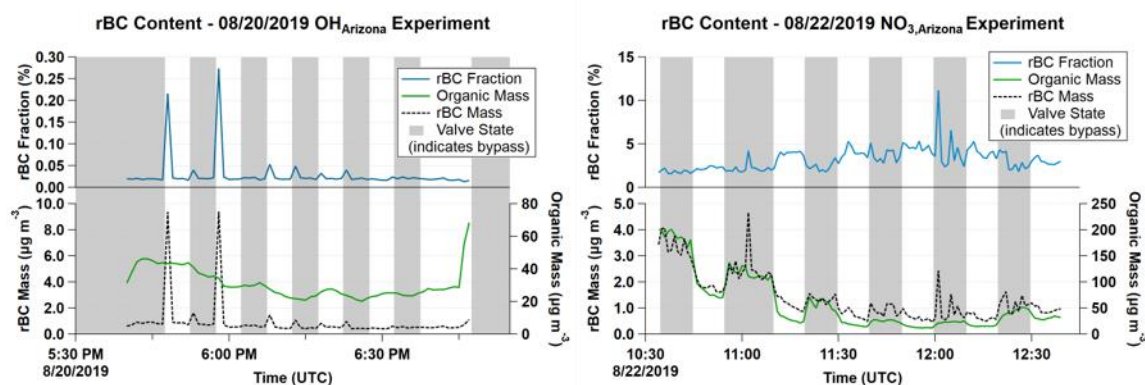 rBC Content - 08/20/2019 OHArizona Experiment
rBC Fraction (%)
0.30
0.25
0.20
0.15
0.10
0.05
0.00
rBC Fraction
Organic Mass
rBC Mass
Valve State
(indicates bypass)
rBC Mass (µg m-3)
10.0
8.0
6.0
4.0
2.0
0.0
Organic Mass (µg m-3)
80
60
40
20
0
5:30 PM
6:00 PM
6:30 PM
8/20/2019
Time (UTC)
rBC Content - 08/22/2019 NO3,Arizona Experiment
rBC Fraction (%)
15
10
5
0
rBC Fraction
Organic Mass
rBC Mass
Valve State
(indicates bypass)
rBC Mass (µg m-3)
5.0
4.0
3.0
2.0
1.0
0.0
Organic Mass (µg m-3)
250
200
150
100
50
0
10:30
11:00
11:30
12:00
12:30
8/22/2019
Time (UTC)